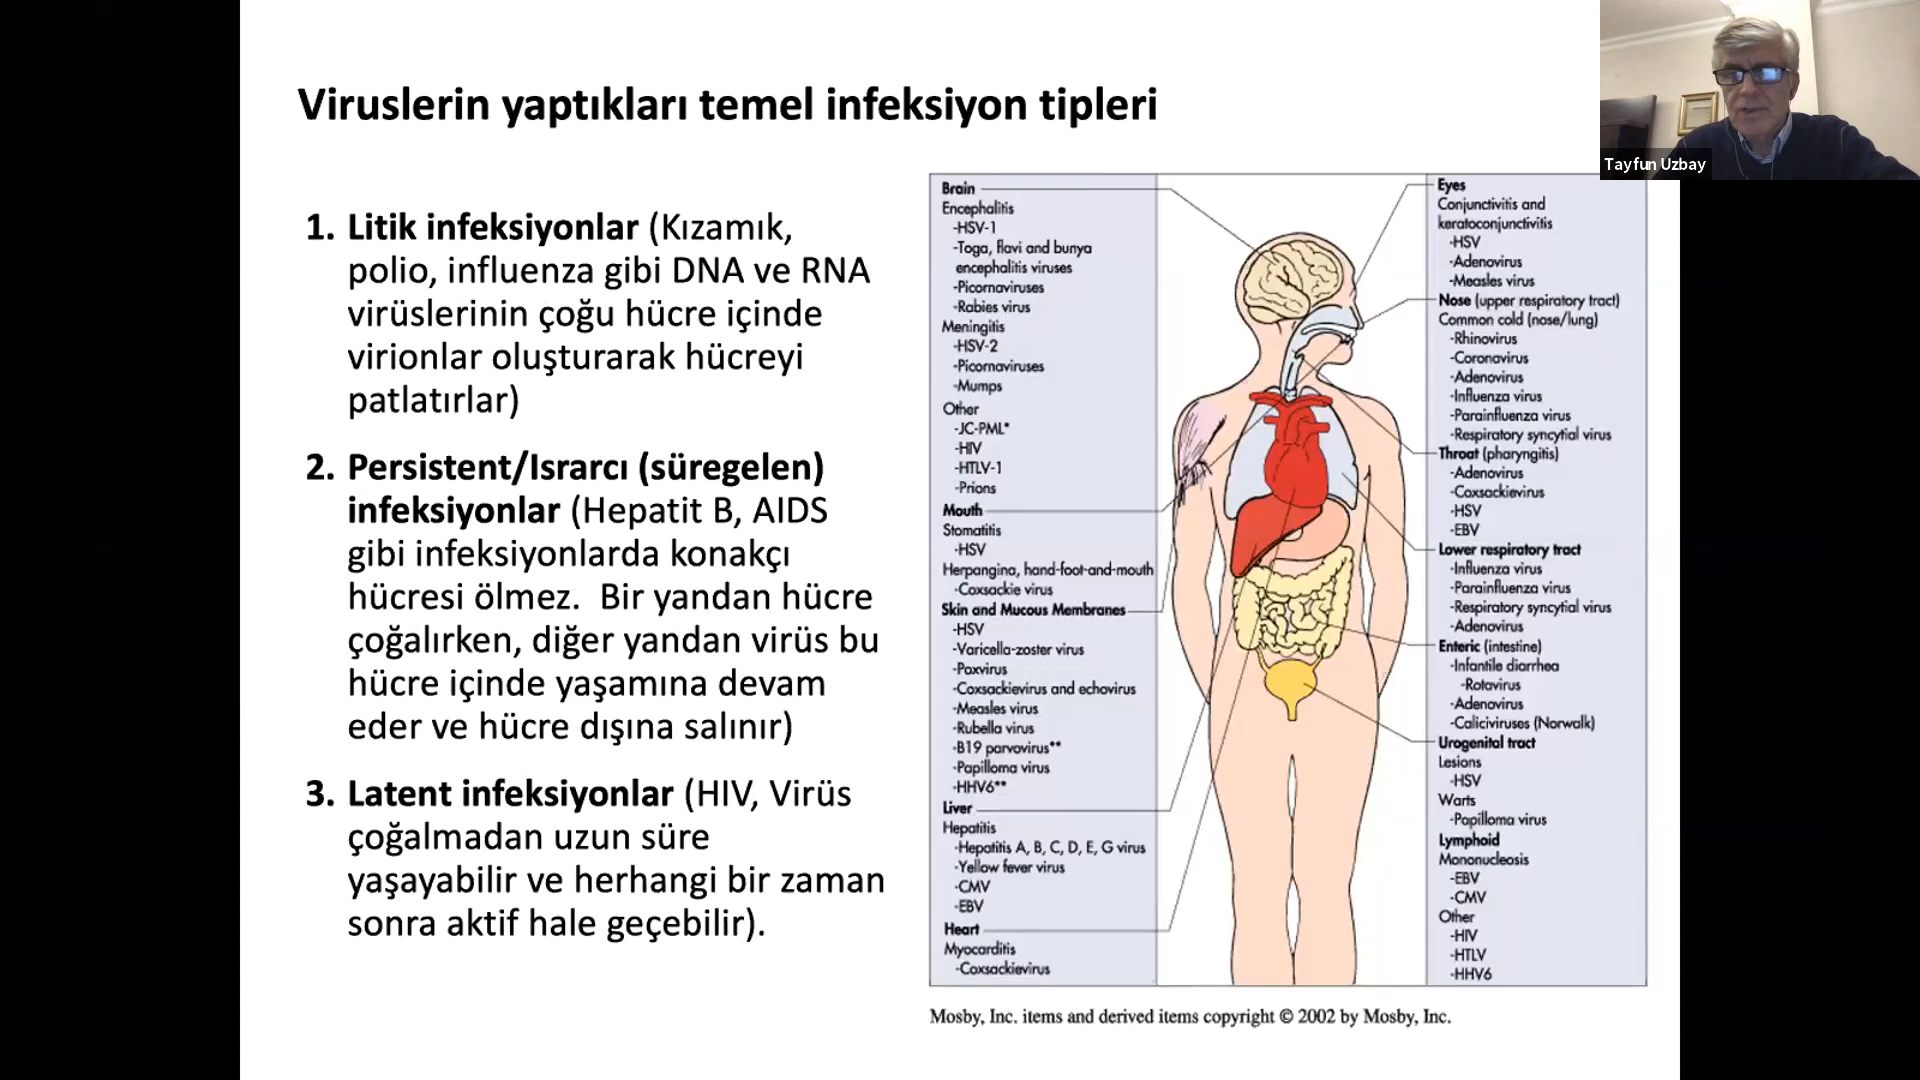 Viruslerin yaptıkları temel infeksiyon tipleri
1. Litik infeksiyonlar (Kızamık,
polio, influenza gibi DNA ve RNA
virüslerinin çoğu hücre içinde
virionlar oluşturarak hücreyi
patlatırlar)
2. Persistent/Israrcı (süregelen)
infeksiyonlar (Hepatit B, AIDS
gibi infeksiyonlarda konakçı
hücresi ölmez. Bir yandan hücre
çoğalırken, diğer yandan virüs bu
hücre içinde yaşamına devam
eder ve hücre dışına salınır)
3. Latent infeksiyonlar (HIV, Virüs
çoğalmadan uzun süre
yaşayabilir ve herhangi bir zaman
sonra aktif hale geçebilir).
Brain
Encephalitis
-HSV-1
-Toga, flavi and bunya
encephalitis viruses
-Picornaviruses
-Rabies virus
Meningitis
-HSV-2
-Picornaviruses
-Mumps
Other
-JC-PML*
-HIV
-HTLV-1
-Prions
Mouth
Stomatitis
-HSV
Herpangina, hand-foot-and-mouth
-Coxsackie virus
Skin and Mucous Membranes
-HSV
-Varicella-zoster virus
-Poxvirus
-Coxsackievirus and echovirus
-Measles virus
-Rubella virus
-B19 parvovirus**
-Papilloma virus
-HHV6**
Liver
Hepatitis
-Hepatitis A, B, C, D, E, G virus
-Yellow fever virus
-CMV
-EBV
Heart
Myocarditis
-Coxsackievirus
Eyes
Conjunctivitis and
keratoconjunctivitis
-HSV
-Adenovirus
-Measles virus
Nose (upper respiratory tract)
Common cold (nose/lung)
-Rhinovirus
-Coronavirus
-Adenovirus
-Influenza virus
-Parainfluenza virus
-Respiratory syncytial virus
Throat (pharyngitis)
-Adenovirus
-Coxsackievirus
-HSV
-EBV
Lower respiratory tract
-Influenza virus
-Parainfluenza virus
-Respiratory syncytial virus
-Adenovirus
Enteric (intestine)
-Infantile diarrhea
-Rotavirus
-Adenovirus
-Caliciviruses (Norwalk)
Urogenital tract
Lesions
-HSV
Warts
-Papilloma virus
Lymphoid
Mononucleosis
-EBV
-CMV
Other
-HIV
-HTLV
-HHV6
Mosby, Inc. items and derived items copyright © 2002 by Mosby, Inc.
Tayfun Uzbay